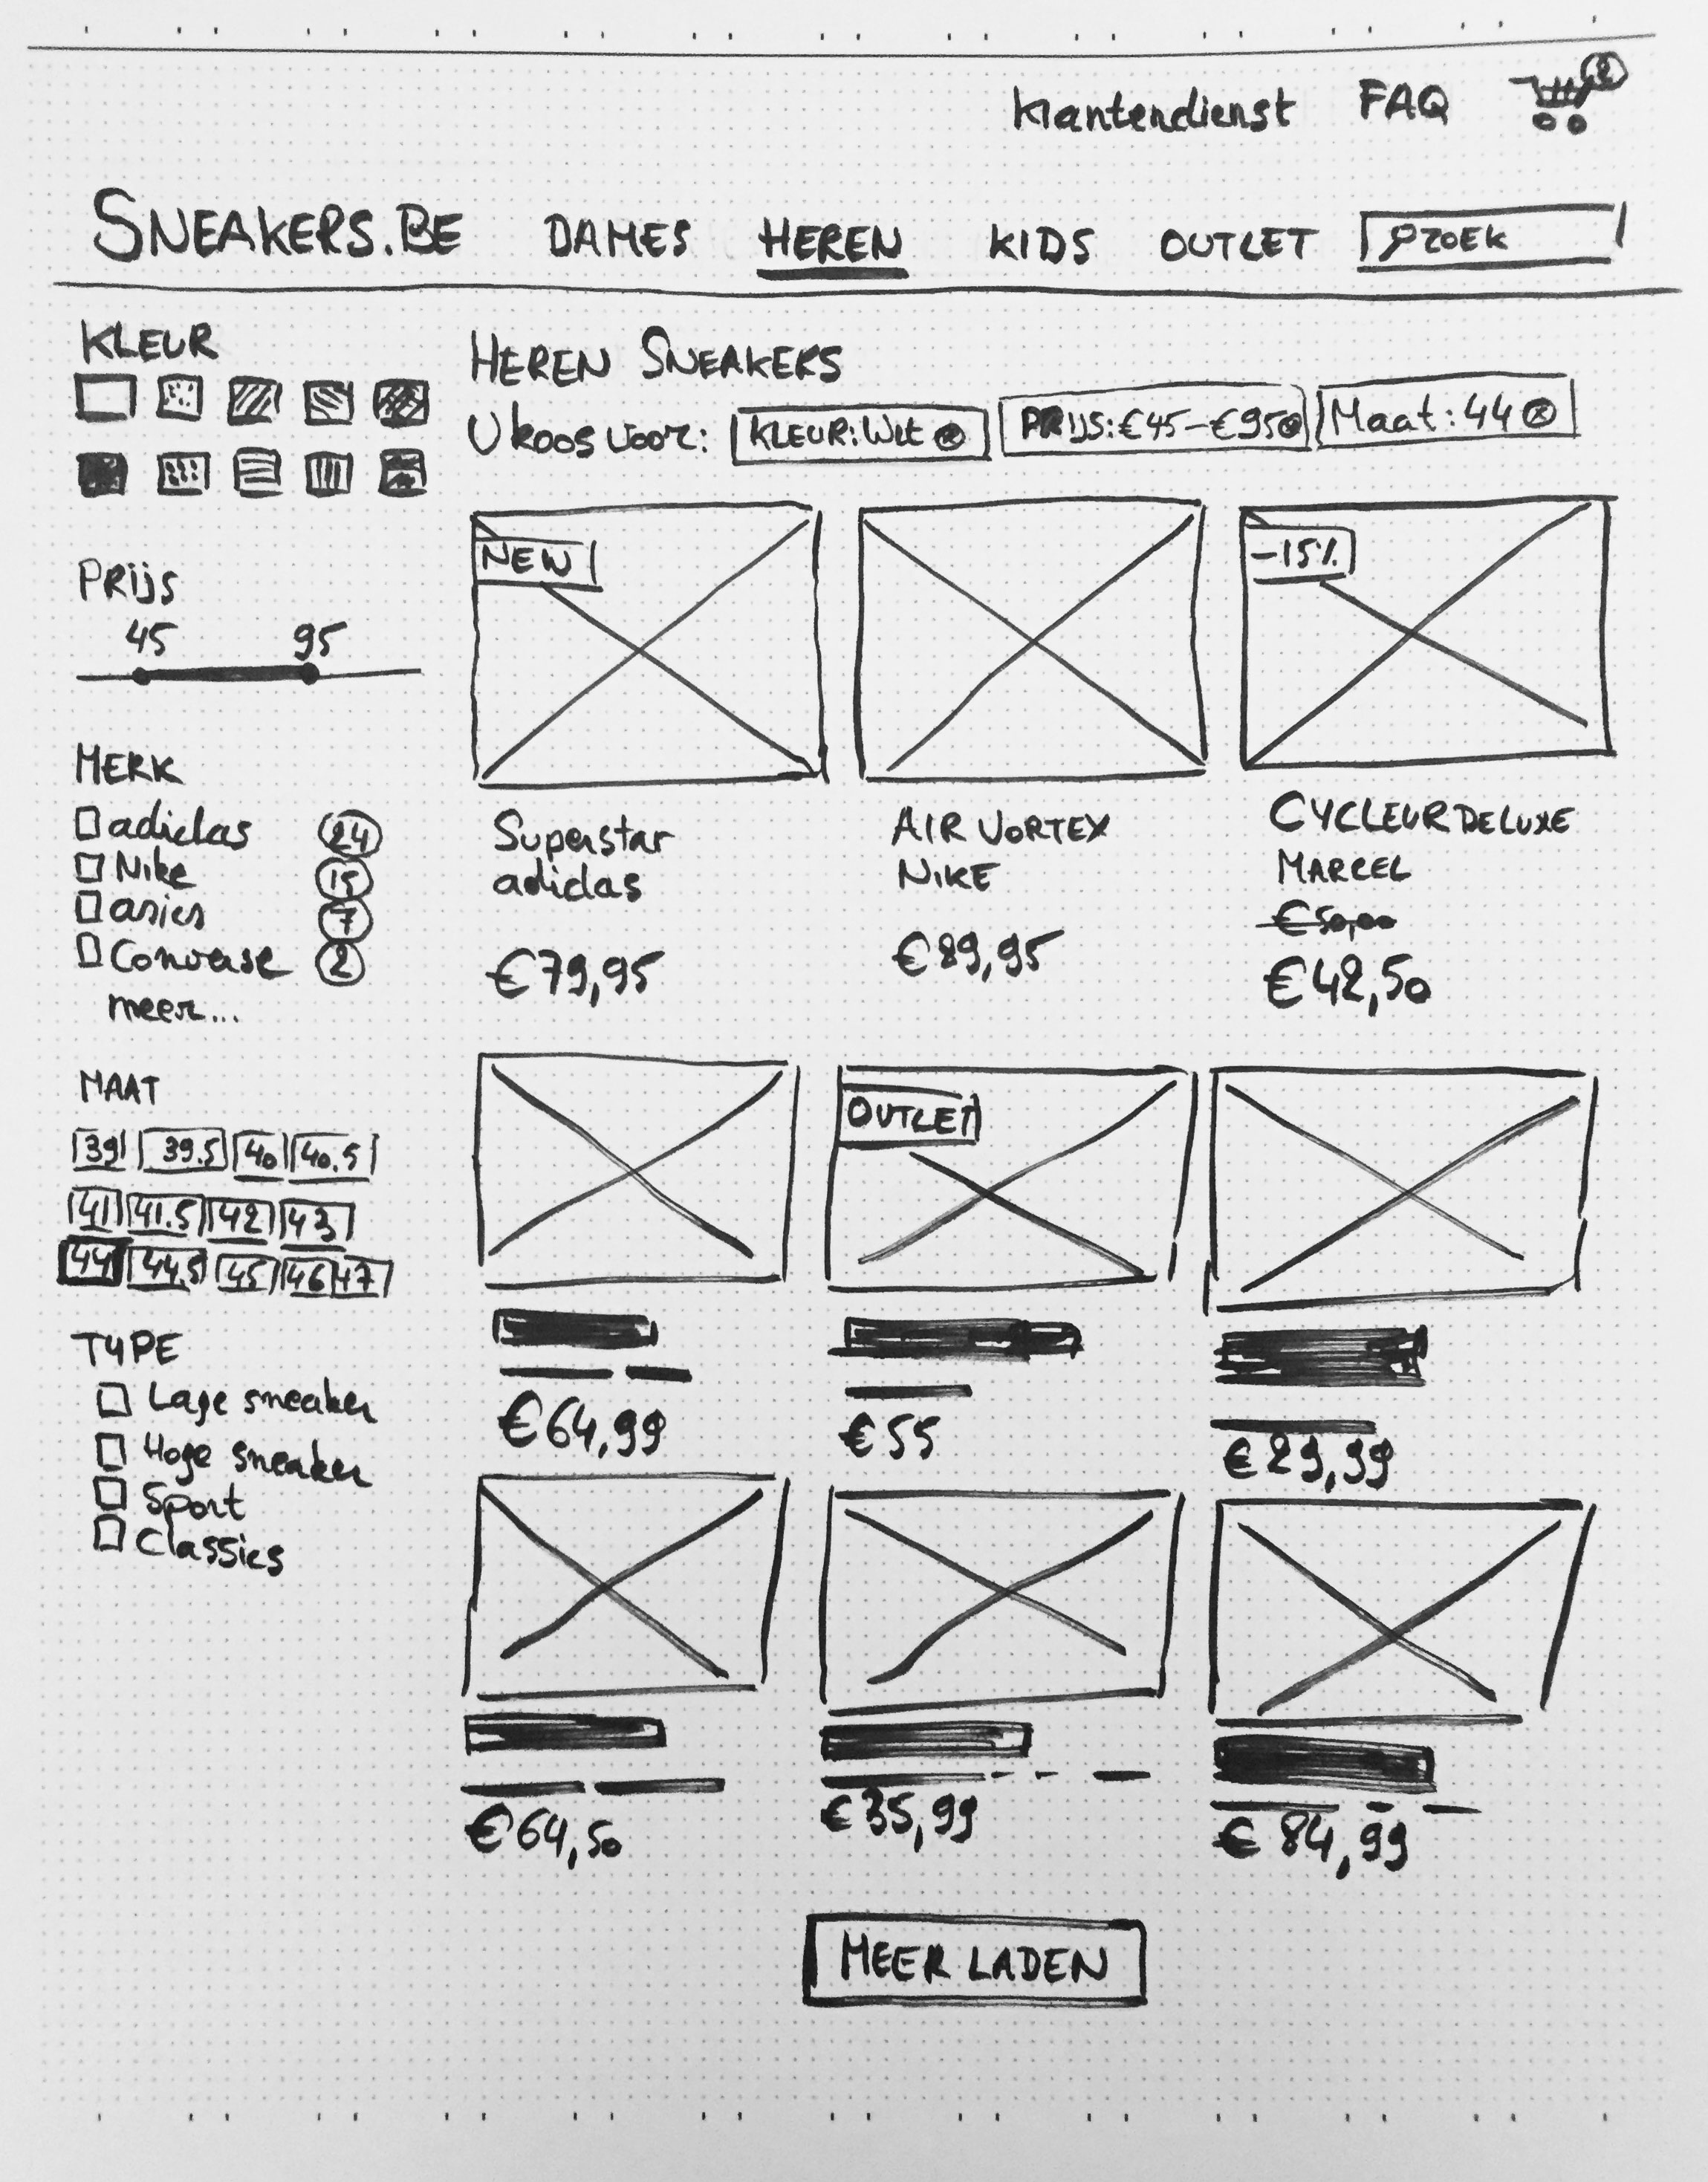 Klantendienst FAQ 2
SNEAKERS.BE DAMES HEREN KIDS OUTLET ZOEK
KLEUR
PRIJS
45 95
MERK
adidas 24
Nike 15
asics 7
Converse 2
meer...
MAAT
39 39.5 40 40.5
41 41.5 42 43
44 44.5 45 46 47
TYPE
Lage sneaker
Hoge sneaker
Sport
Classics
HEREN SNEAKERS
U koos voor: KLEUR: Wit x PRIJS: €45-€95 x Maat: 44 x
NEW -15%
Superstar AIR VORTEX CYCLEUR DE LUXE
adidas NIKE MARCEL
€50,00
€79,95 €89,95 €42,50
OUTLET
€64,99 €55 €29,99
€64,50 €35,99 €84,99
MEER LADEN